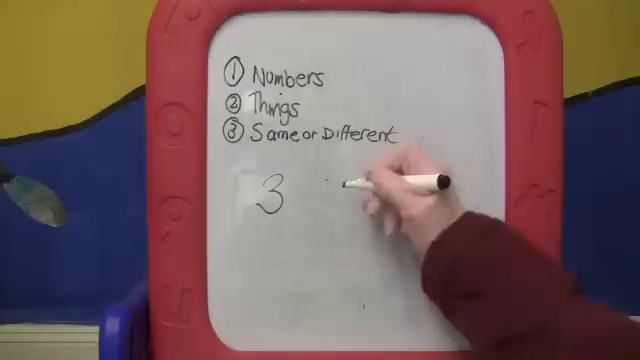 ① Numbers
② Things
③ Same or Different
3